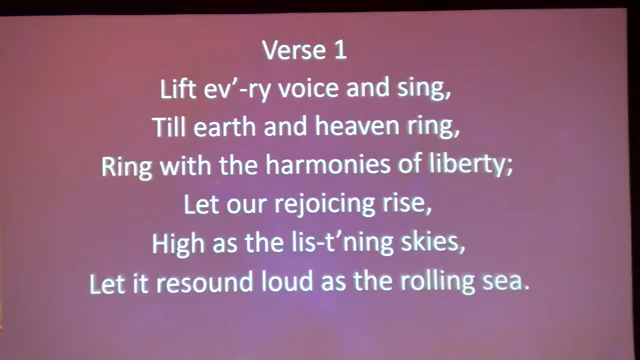 Verse 1
Lift ev’-ry voice and sing,
Till earth and heaven ring,
Ring with the harmonies of liberty;
Let our rejoicing rise,
High as the lis-t’ning skies,
Let it resound loud as the rolling sea.